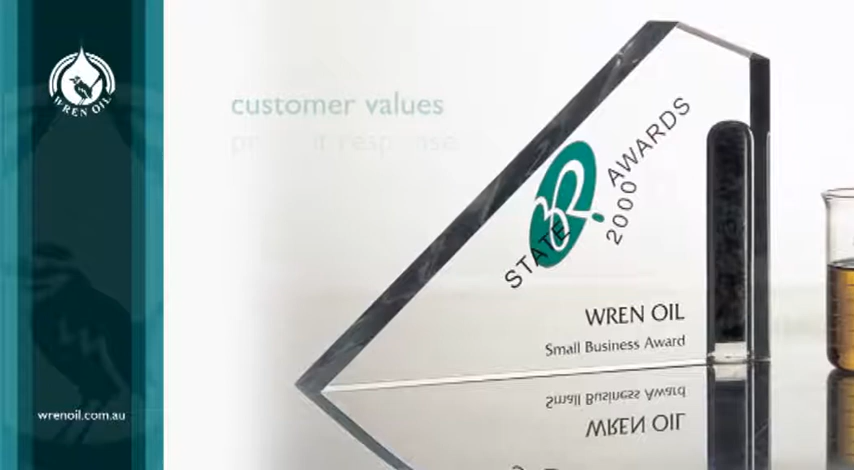 WREN OIL
wrenoil.com.au
customer values
STATE 3R AWARDS
2000
WREN OIL
Small Business Award
Small Business Award
WREN OIL